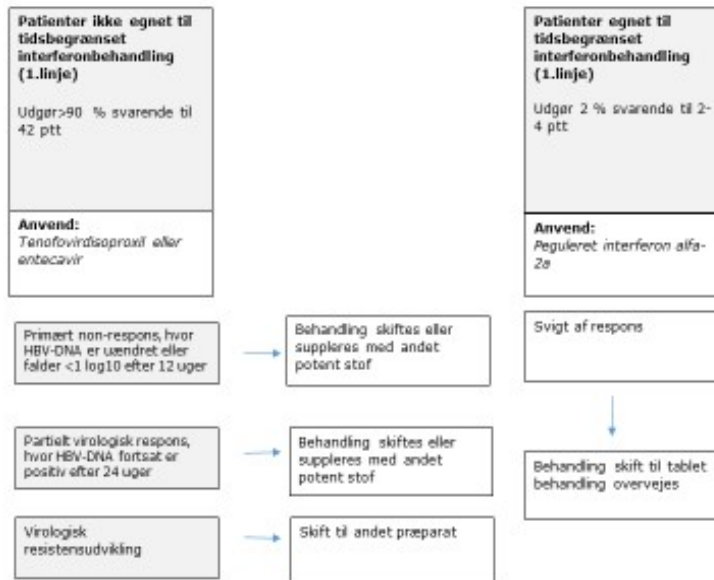 Patienter ikke egnet til
tidsbegrænset
interferonbehandling
(1.linje)
Udgør>90 % svarende til
42 ptt
Anvend:
Tenofovirdisoproxil eller
entecavir
Patienter egnet til
tidsbegrænset
interferonbehandling
(1.linje)
Udgør 2 % svarende til 2-
4 ptt
Anvend:
Peguleret interferon alfa-
2a
Primært non-respons, hvor
HBV-DNA er uændret eller
falder <1 log10 efter 12 uger
Behandling skiftes eller
suppleres med andet
potent stof
Svigt af respons
Partielt virologisk respons,
hvor HBV-DNA fortsat er
positiv efter 24 uger
Behandling skiftes eller
suppleres med andet
potent stof
Behandling skift til tablet
behandling overvejes
Virologisk
resistensudvikling
Skift til andet præparat